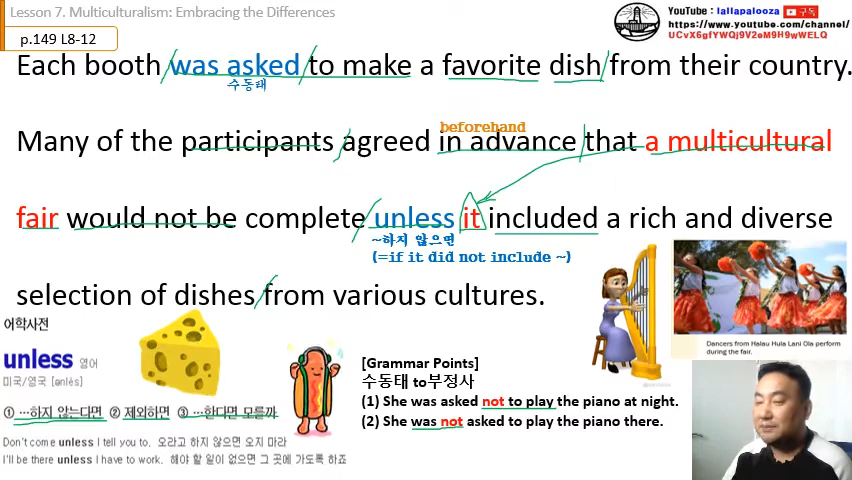 Lesson 7. Multiculturalism: Embracing the Differences
YouTube : lallapalooza 구독
https://www.youtube.com/channel/
UCvX6gfYWQj9V2eM9H9wWELQ
p.149 L8-12
Each booth was asked to make a favorite dish from their country.
수동태
beforehand
Many of the participants agreed in advance that a multicultural
fair would not be complete unless it included a rich and diverse
~하지 않으면
(=if it did not include ~)
selection of dishes from various cultures.
어학사전
unless 영어
미국/영국 [ənlés]
① …하지 않는다면 ② 제외하면 ③ …한다면 모를까
Don't come unless I tell you to. 오라고 하지 않으면 오지 마라
I'll be there unless I have to work. 해야 할 일이 없으면 그 곳에 가도록 하죠
[Grammar Points]
수동태 to부정사
(1) She was asked not to play the piano at night.
(2) She was not asked to play the piano there.
Dancers from Halau Hula Lani Ola perform
during the fair.